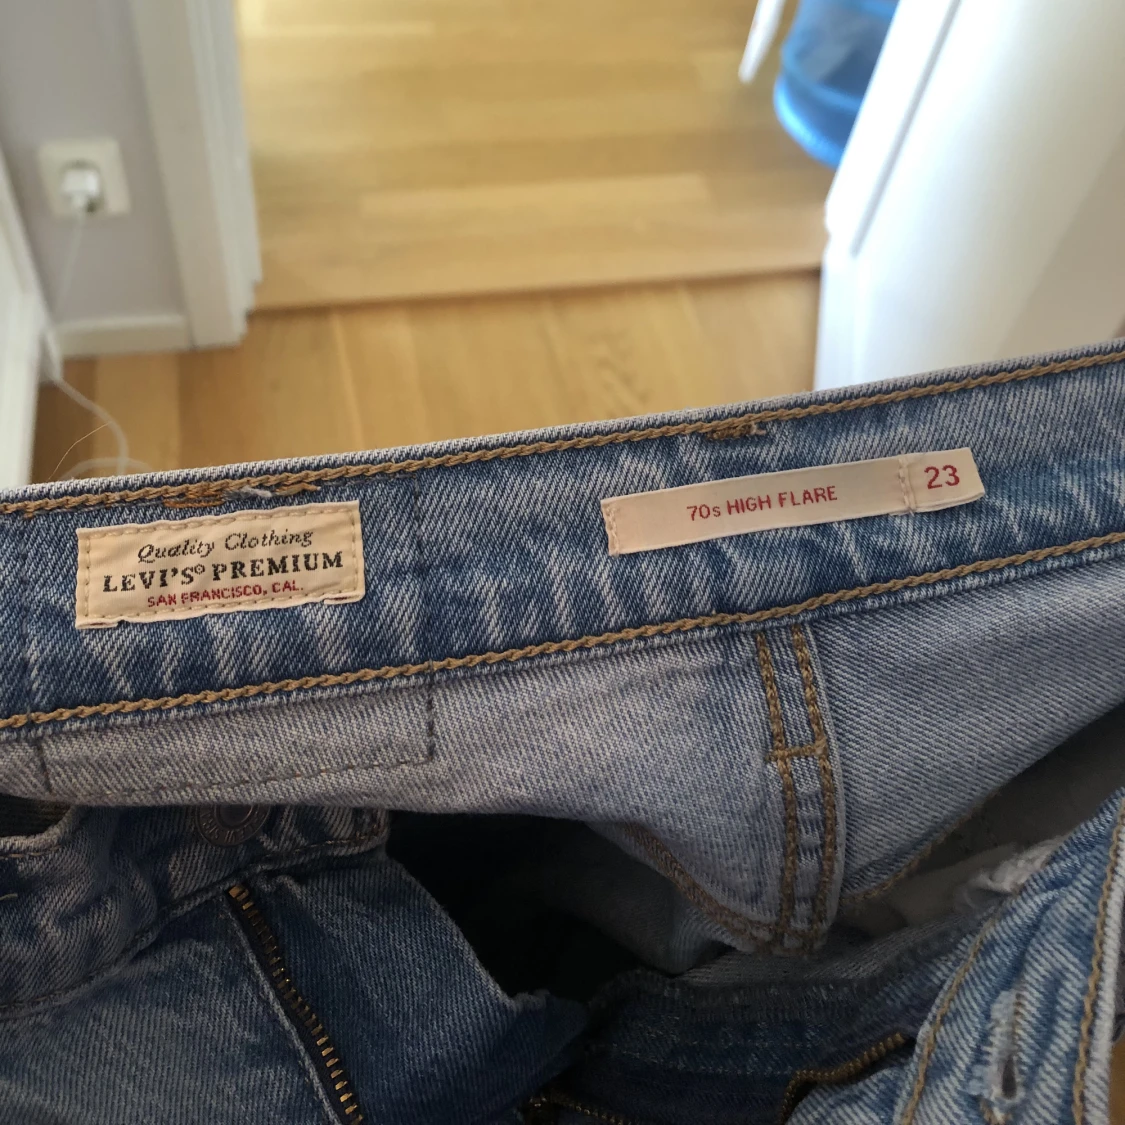 Quality Clothing
LEVI'S® PREMIUM
SAN FRANCISCO, CAL.
70s HIGH FLARE
23